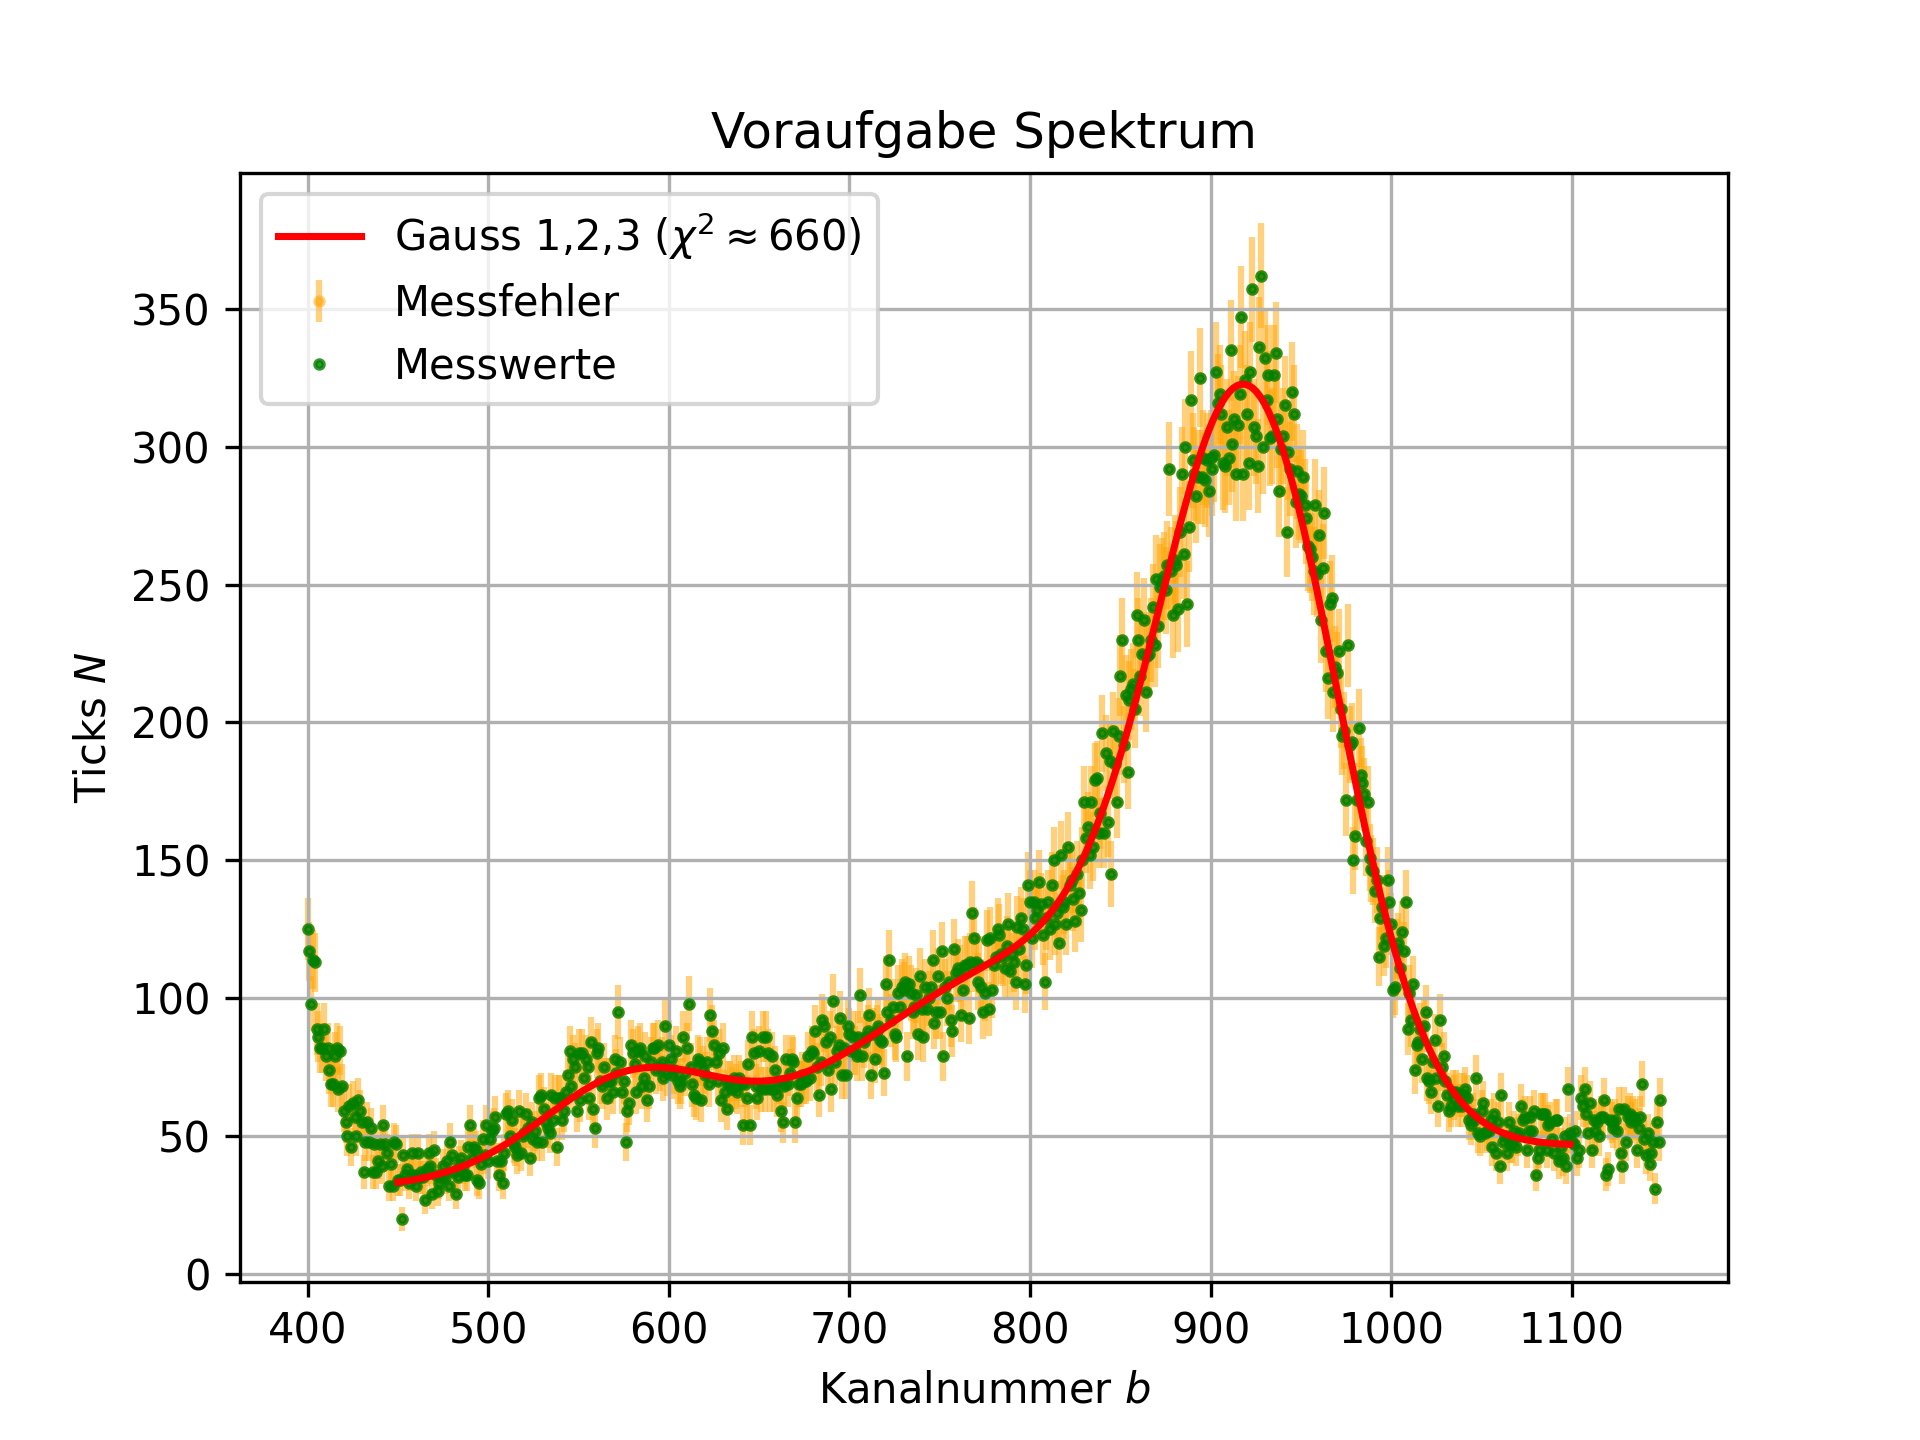 Voraufgabe Spektrum
Gauss 1,2,3 (χ² ≈ 660)
Messfehler
Messwerte
Ticks N
350
300
250
200
150
100
50
0
400 500 600 700 800 900 1000 1100
Kanalnummer b